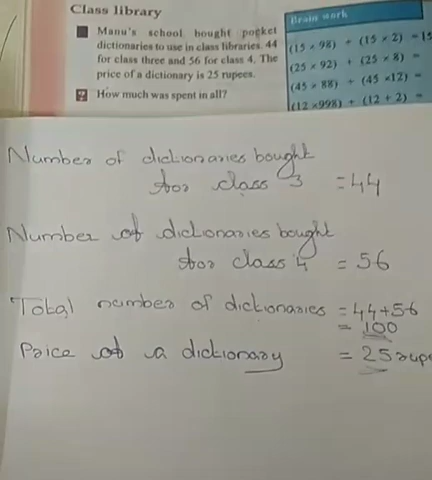 Class library
Manu's school bought pocket
dictionaries to use in class libraries. 44
for class three and 56 for class 4. The
price of a dictionary is 25 rupees.
How much was spent in all?
Brain work
(15 × 98) + (15 × 2) = 15
(25 × 92) + (25 × 8) =
(45 × 88) + (45 ×12) =
(12 ×998) + (12 + 2) =
Number of dictionaries bought
for class 3 = 44
Number of dictionaries bought
for class 4 = 56
Total number of dictionaries = 44+56
= 100
Price of a dictionary = 25 rupe